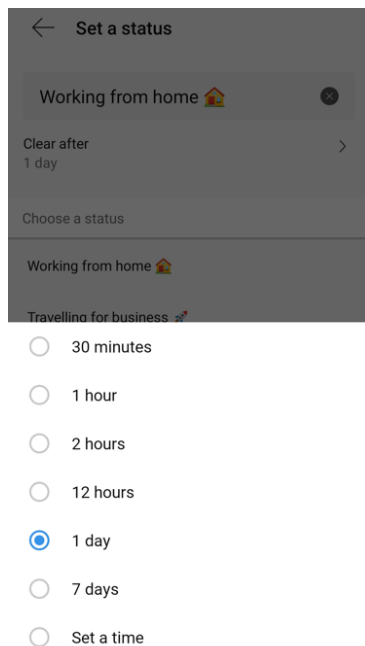 Set a status
Working from home 🏠
Clear after
1 day
Choose a status
Working from home 🏠
Travelling for business 🚀
30 minutes
1 hour
2 hours
12 hours
1 day
7 days
Set a time